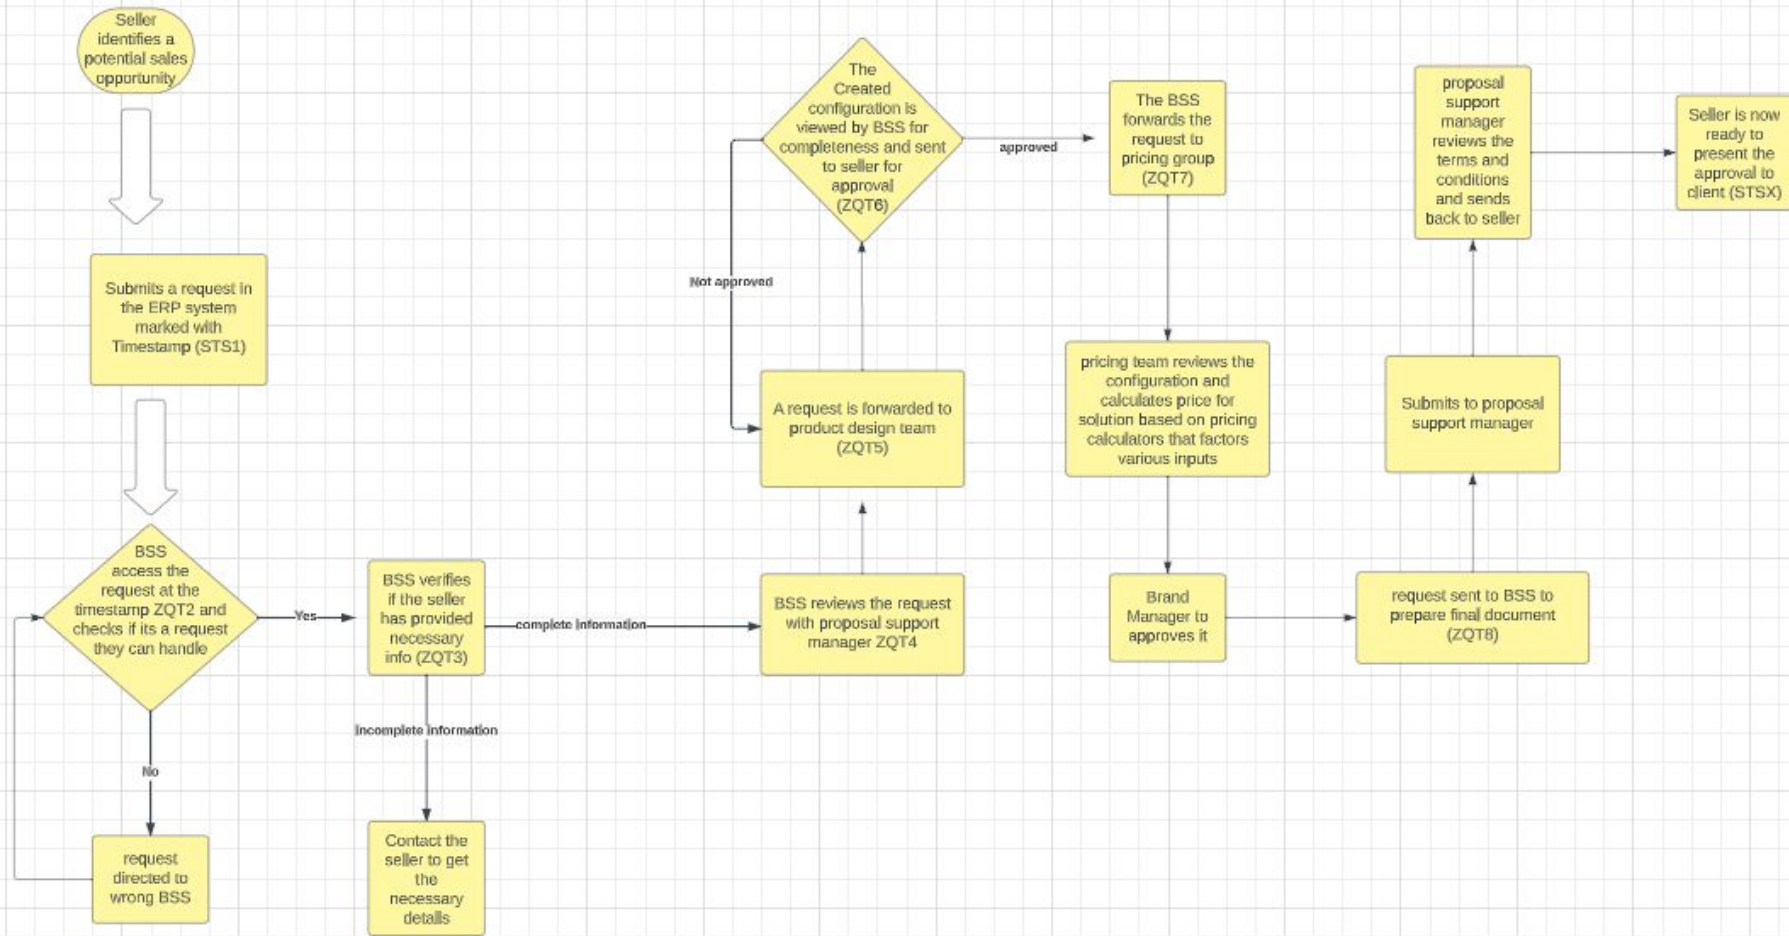 Seller
identifies a
potential sales
opportunity
Submits a request in
the ERP system
marked with
Timestamp (STS1)
BSS
access the
request at the
timestamp ZQT2 and
checks if its a request
they can handle
Yes
No
request
directed to
wrong BSS
BSS verifies
if the seller
has provided
necessary
info (ZQT3)
complete information
Incomplete information
Contact the
seller to get
the
necessary
details
BSS reviews the request
with proposal support
manager ZQT4
A request is forwarded to
product design team
(ZQT5)
The
Created
configuration is
viewed by BSS for
completeness and sent
to seller for
approval
(ZQT6)
Not approved
approved
The BSS
forwards the
request to
pricing group
(ZQT7)
pricing team reviews the
configuration and
calculates price for
solution based on pricing
calculators that factors
various inputs
Brand
Manager to
approves it
request sent to BSS to
prepare final document
(ZQT8)
Submits to proposal
support manager
proposal
support
manager
reviews the
terms and
conditions
and sends
back to seller
Seller is now
ready to
present the
approval to
client (STSX)